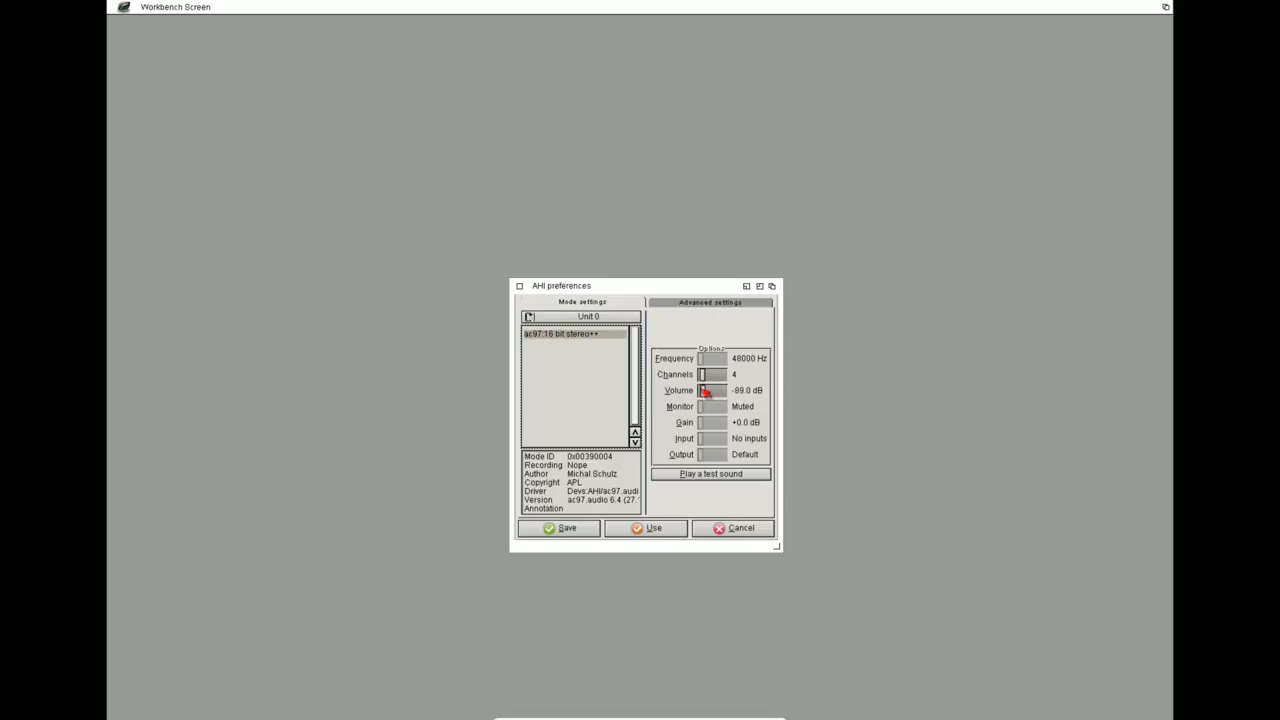 Workbench Screen
AHI preferences
Mode settings
Advanced settings
Unit 0
ac97:16 bit stereo++
Options
Frequency 48000 Hz
Channels 4
Volume -89.0 dB
Monitor Muted
Gain +0.0 dB
Input No inputs
Output Default
Play a test sound
Mode ID 0x00390004
Recording Nope
Author Michal Schulz
Copyright APL
Driver Devs:AHI/ac97.audi
Version ac97.audio 6.4 (27.
Annotation
Save
Use
Cancel